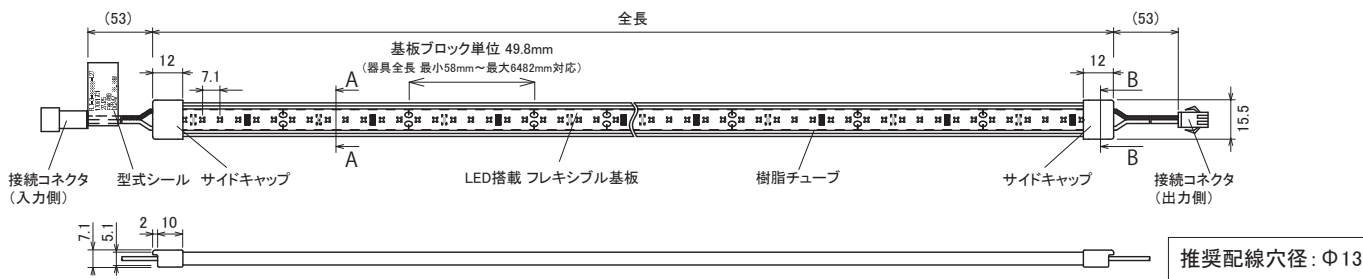 (53)
全長
(53)
基板ブロック単位 49.8mm
(器具全長 最小58mm～最大6482mm対応)
12
7.1
A
12
B
15.5
A
B
接続コネクタ
(入力側)
型式シール
サイドキャップ
LED搭載 フレキシブル基板
樹脂チューブ
サイドキャップ
接続コネクタ
(出力側)
7.1
5.1
2
10
推奨配線穴径:Φ13